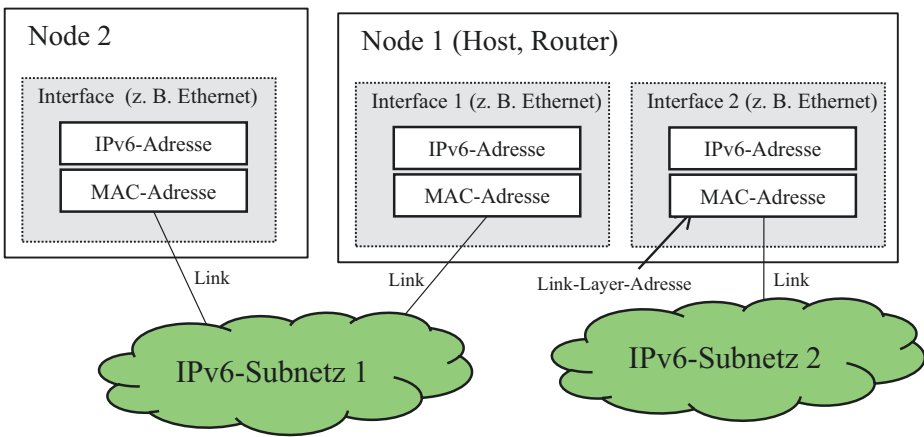 Node 2
Interface (z. B. Ethernet)
IPv6-Adresse
MAC-Adresse
Link
Node 1 (Host, Router)
Interface 1 (z. B. Ethernet)
IPv6-Adresse
MAC-Adresse
Link
Interface 2 (z. B. Ethernet)
IPv6-Adresse
MAC-Adresse
Link-Layer-Adresse
Link
IPv6-Subnetz 1
IPv6-Subnetz 2